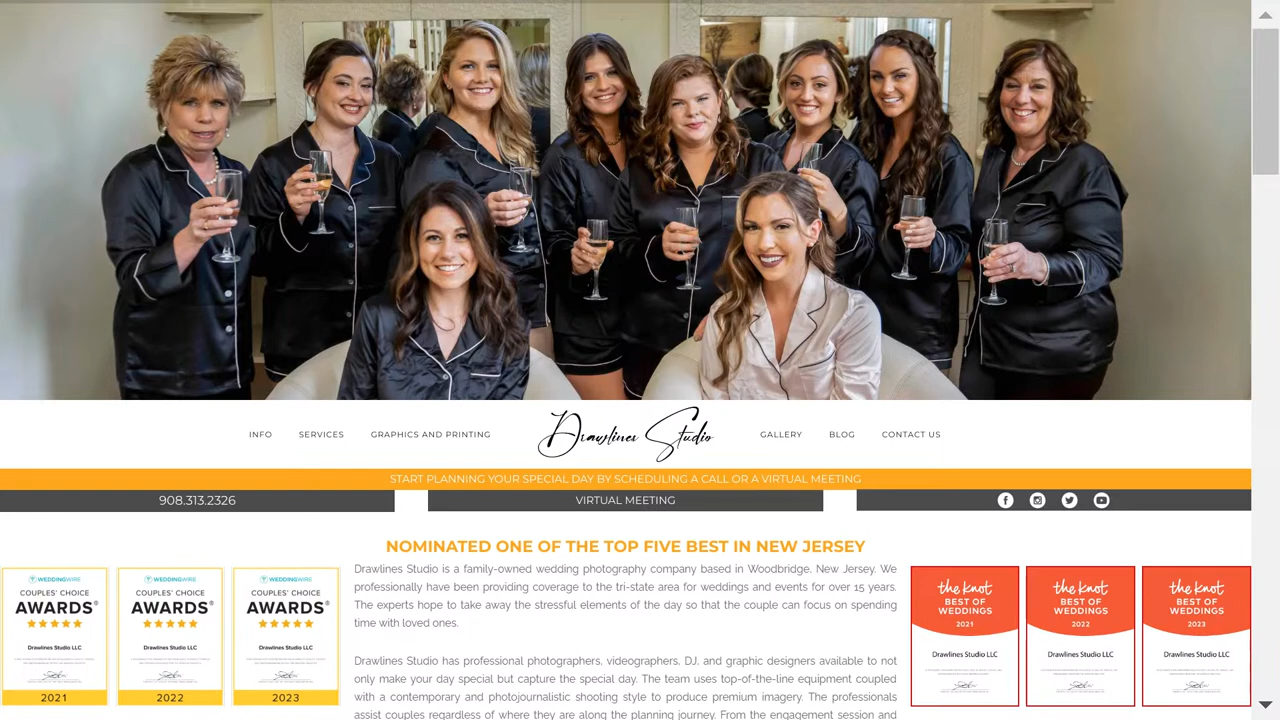 INFO SERVICES GRAPHICS AND PRINTING Drawlines Studio GALLERY BLOG CONTACT US
START PLANNING YOUR SPECIAL DAY BY SCHEDULING A CALL OR A VIRTUAL MEETING
908.313.2326 VIRTUAL MEETING
NOMINATED ONE OF THE TOP FIVE BEST IN NEW JERSEY
Drawlines Studio is a family-owned wedding photography company based in Woodbridge, New Jersey. We
professionally have been providing coverage to the tri-state area for weddings and events for over 15 years.
The experts hope to take away the stressful elements of the day so that the couple can focus on spending
time with loved ones.
Drawlines Studio has professional photographers, videographers, DJ, and graphic designers available to not
only make your day special but capture the special day. The team uses top-of-the-line equipment coupled
with contemporary and photojournalistic shooting styles to produce premium imagery. The professionals
assist couples regardless of where they are along the planning journey. From the engagement session and
WEDDINGWIRE
COUPLES' CHOICE
AWARDS®
Drawlines Studio LLC
2021
WEDDINGWIRE
COUPLES' CHOICE
AWARDS®
Drawlines Studio LLC
2022
WEDDINGWIRE
COUPLES' CHOICE
AWARDS®
Drawlines Studio LLC
2023
the knot
BEST OF
WEDDINGS
2021
Drawlines Studio LLC
the knot
BEST OF
WEDDINGS
2022
Drawlines Studio LLC
the knot
BEST OF
WEDDINGS
2023
Drawlines Studio LLC